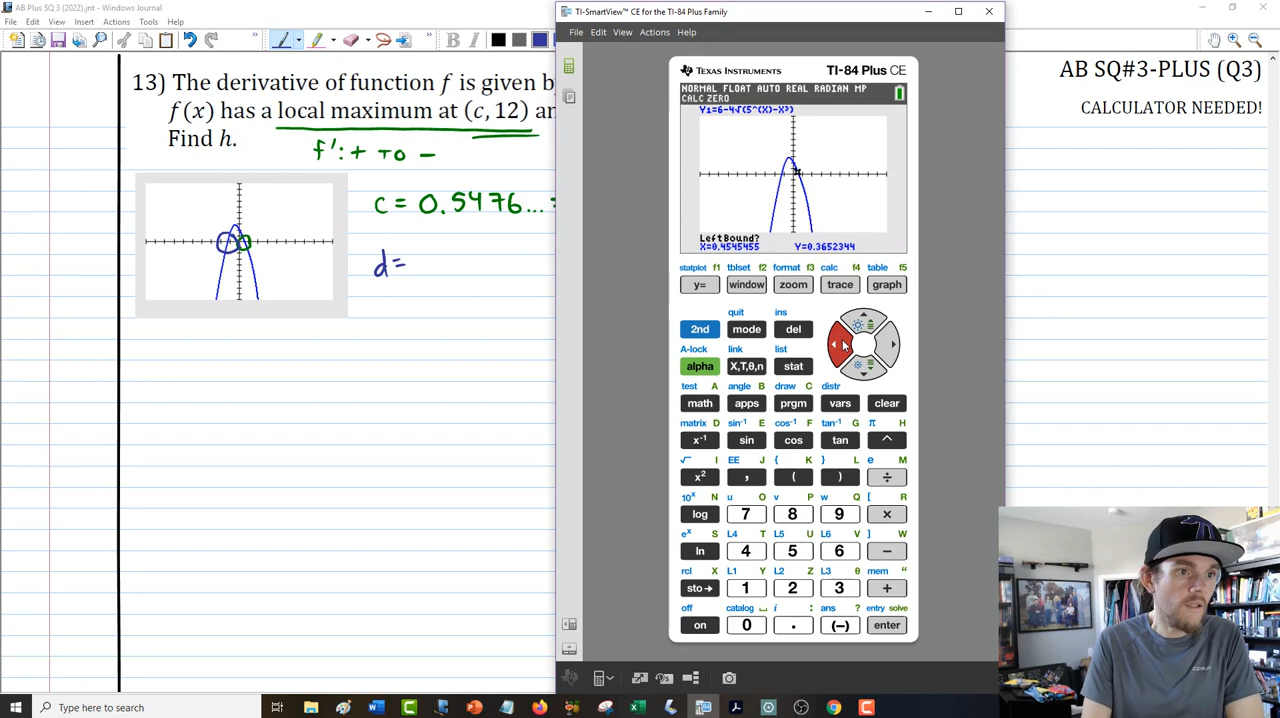 AB Plus SQ 3 (2022).jnt - Windows Journal
File Edit View Insert Actions Tools Help
13) The derivative of function f is given by
f(x) has a local maximum at (c, 12) an
Find h.
f': + TO −
c = 0.5476...=
d=
AB SQ#3-PLUS (Q3)
CALCULATOR NEEDED!
TI-SmartView™ CE for the TI-84 Plus Family
File Edit View Actions Help
TEXAS INSTRUMENTS TI-84 Plus CE
NORMAL FLOAT AUTO REAL RADIAN MP
CALC ZERO
Y1=6-4√(5^(X)-X³)
LeftBound?
X=0.4545455 Y=0.3652344
statplot f1 tblset f2 format f3 calc f4 table f5
y= window zoom trace graph
quit ins
2nd mode del
A-lock link list
alpha X,T,θ,n stat
test A angle B draw C distr
math apps prgm vars clear
matrix D sin⁻¹ E cos⁻¹ F tan⁻¹ G π H
x⁻¹ sin cos tan ^
√ I EE J { K } L e M
x² , ( ) ÷
10ˣ N u O v P w Q [ R
log 7 8 9 ×
eˣ S L4 T L5 U L6 V ] W
ln 4 5 6 −
rcl X L1 Y L2 Z L3 θ mem "
sto→ 1 2 3 +
off catalog i : ans ? entry solve
on 0 . (−) enter
Type here to search